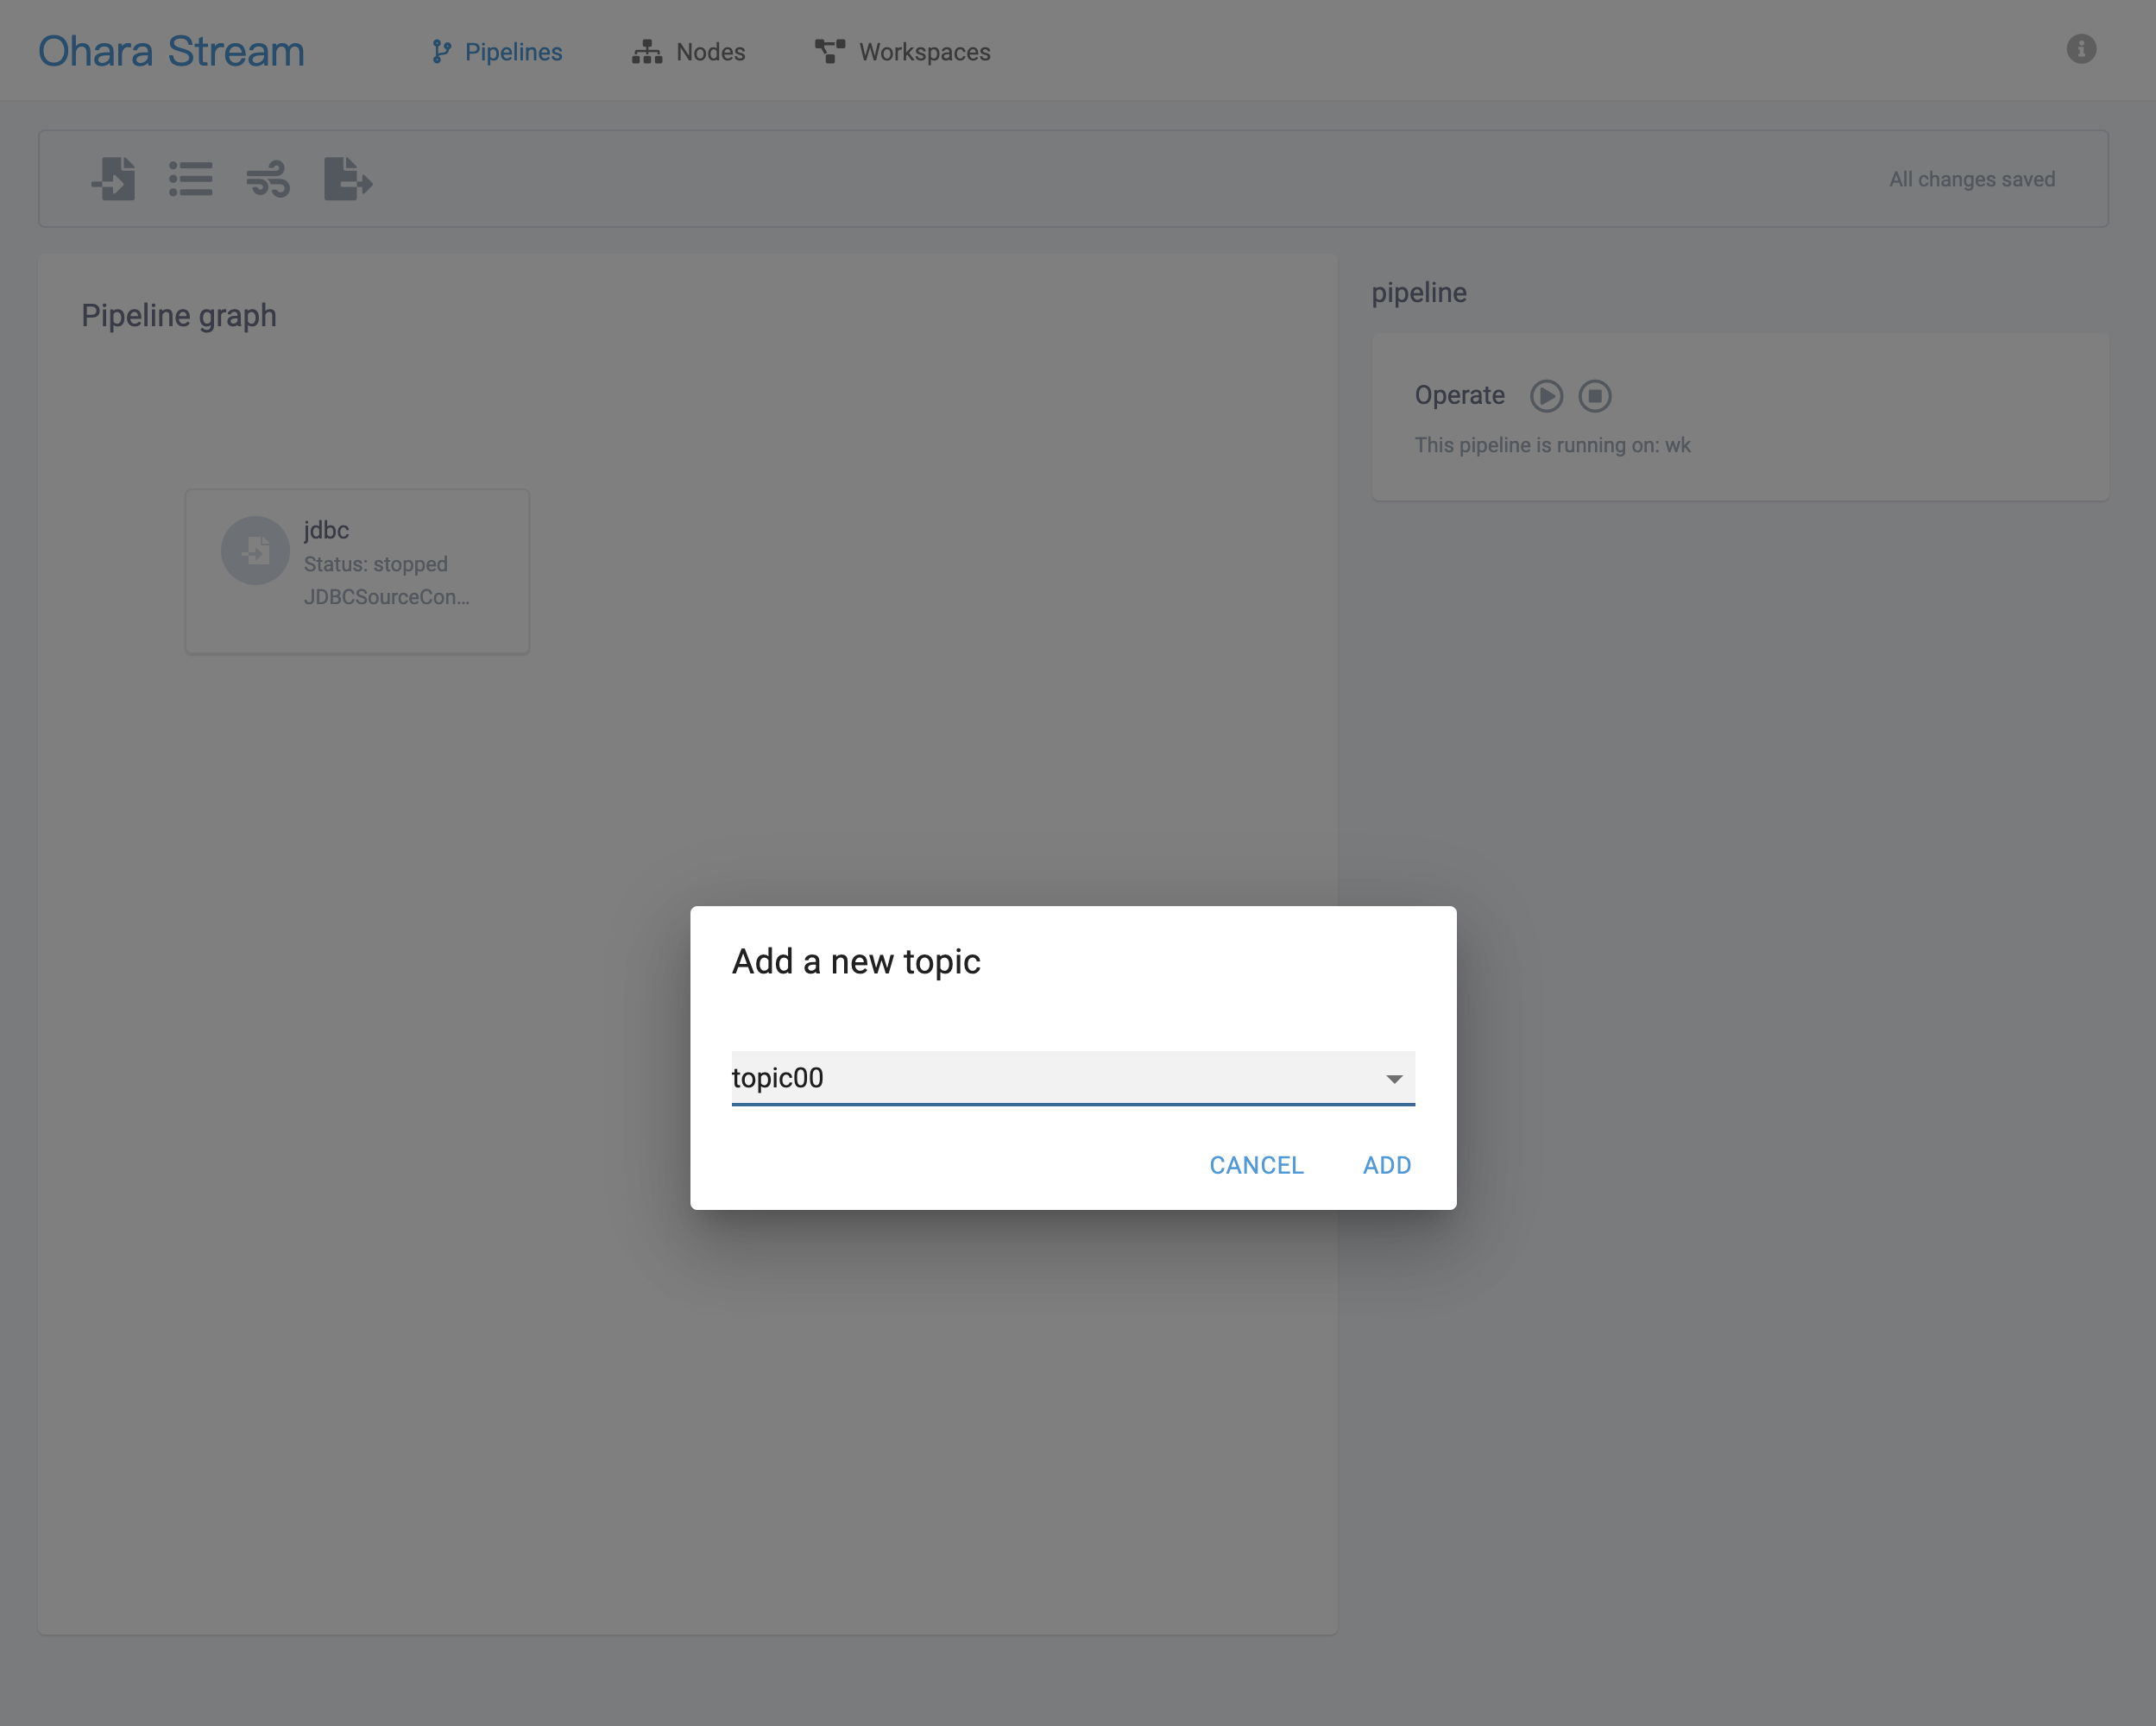 Ohara Stream
Pipelines
Nodes
Workspaces
All changes saved
Pipeline graph
pipeline
Operate
This pipeline is running on: wk
jdbc
Status: stopped
JDBCSourceCon...
Add a new topic
topic00
CANCEL
ADD